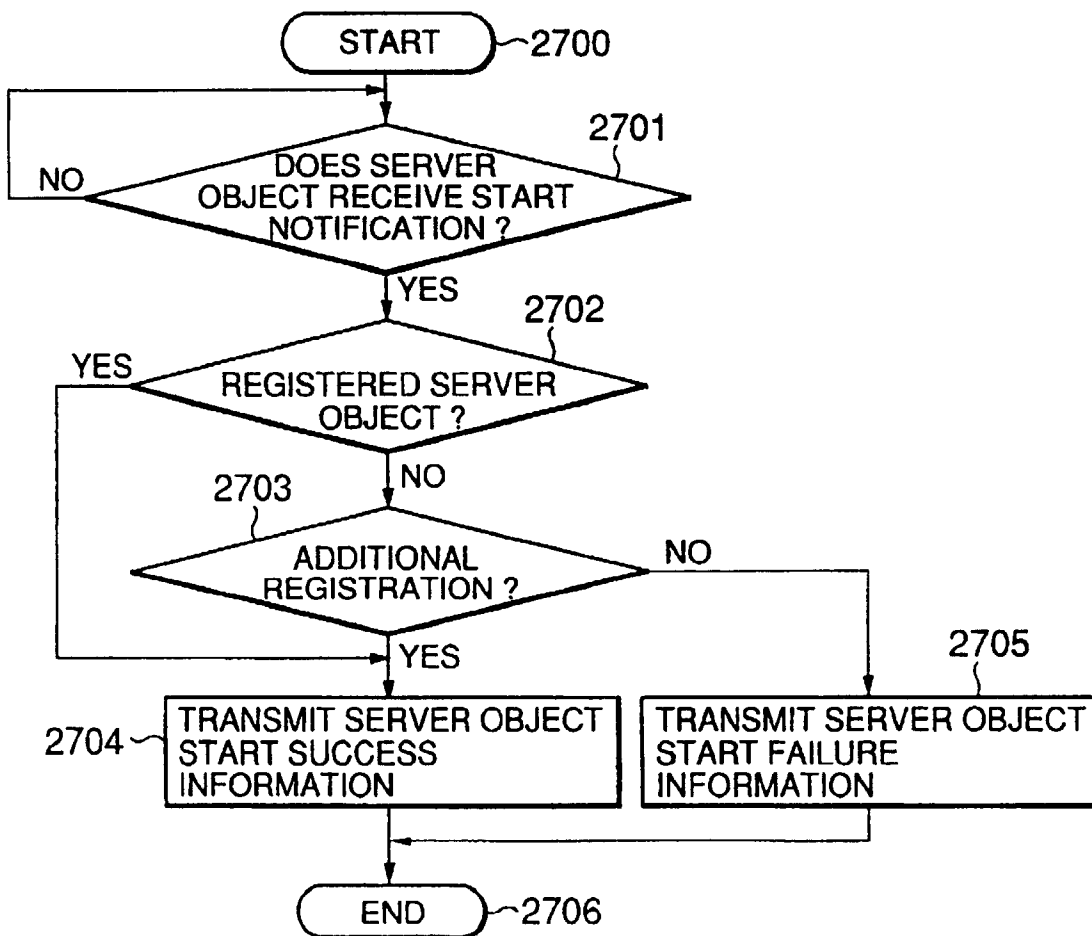 START
2700
2701
DOES SERVER
OBJECT RECEIVE START
NOTIFICATION ?
NO
YES
2702
YES
REGISTERED SERVER
OBJECT ?
NO
2703
ADDITIONAL
REGISTRATION ?
NO
YES
2705
2704
TRANSMIT SERVER OBJECT
START SUCCESS
INFORMATION
TRANSMIT SERVER OBJECT
START FAILURE
INFORMATION
END
2706